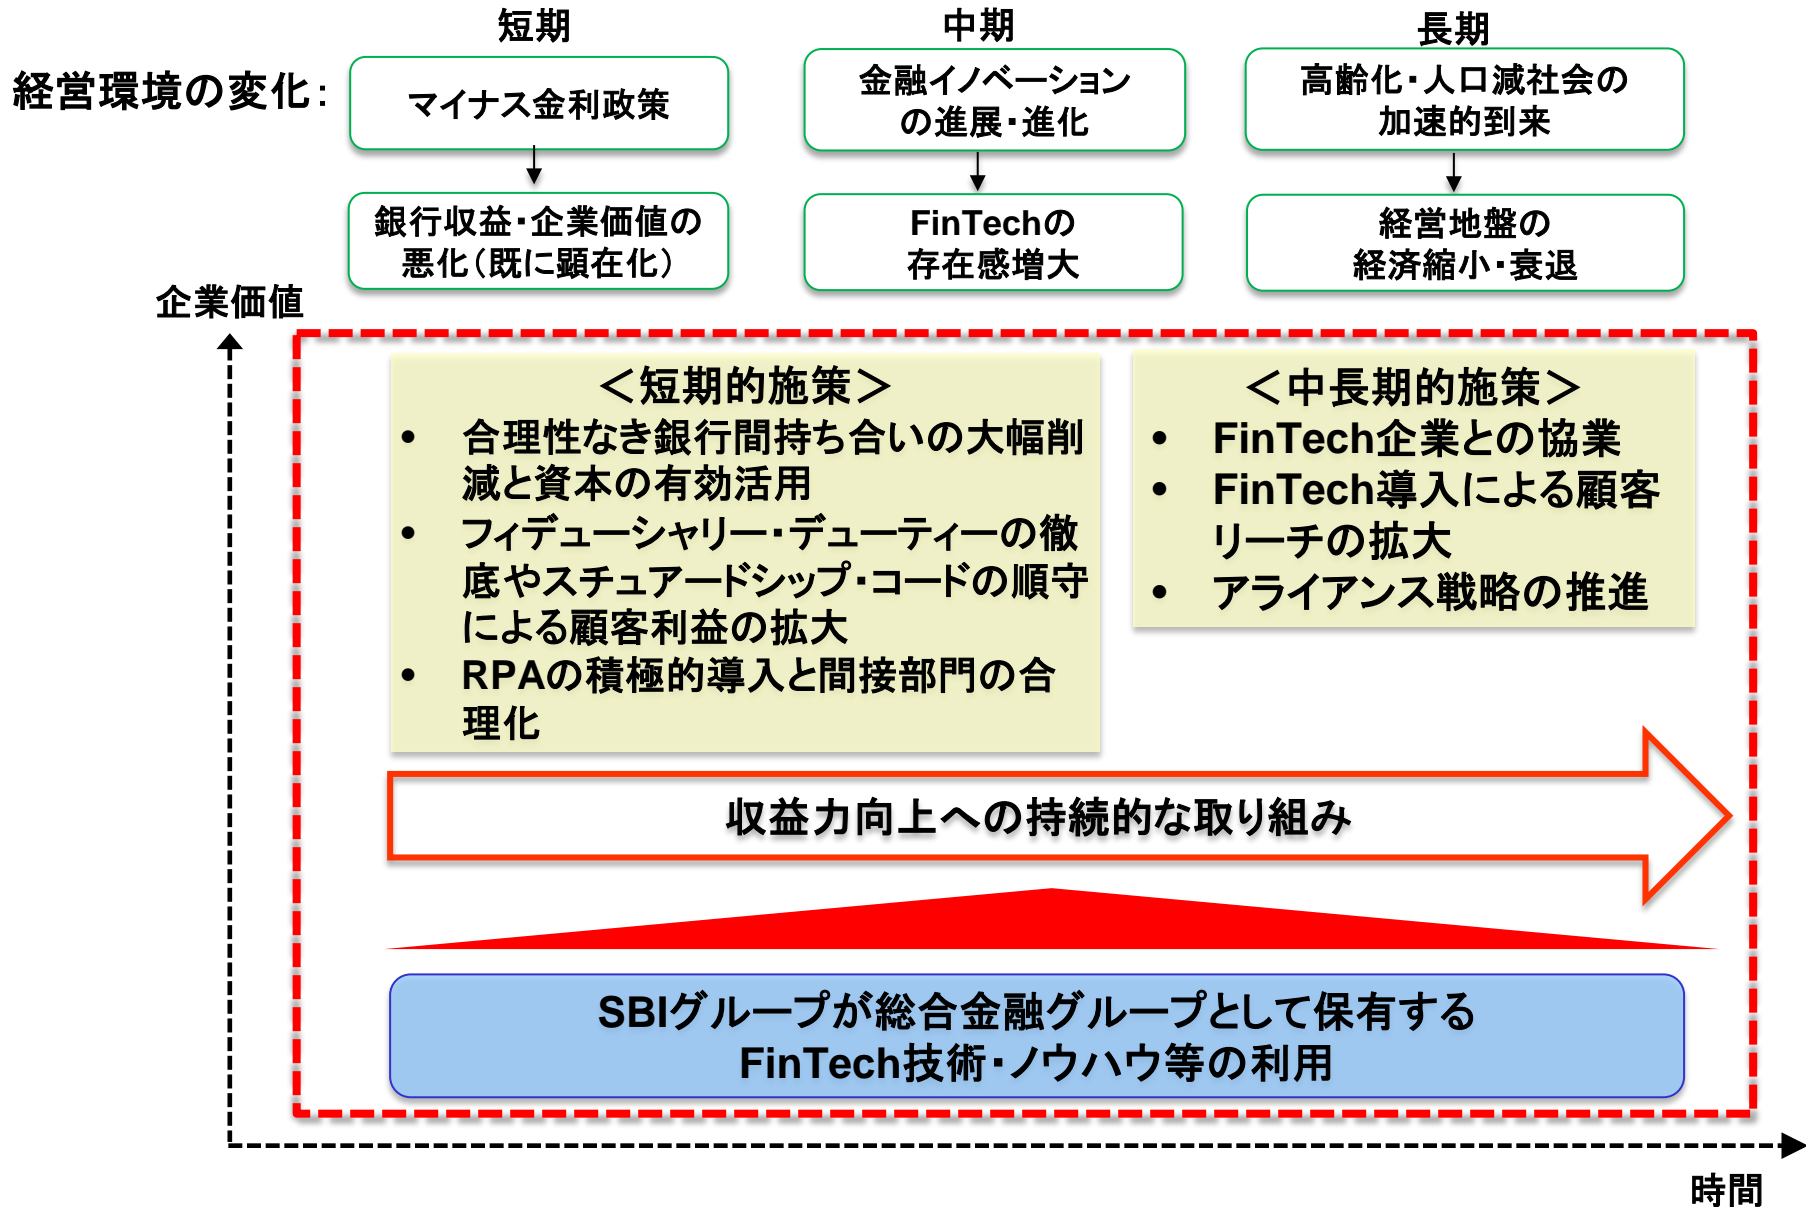 短期
中期
長期
経営環境の変化：
マイナス金利政策
金融イノベーション
の進展・進化
高齢化・人口減社会の
加速的到来
銀行収益・企業価値の
悪化（既に顕在化）
FinTechの
存在感増大
経営地盤の
経済縮小・衰退
企業価値
＜短期的施策＞
• 合理性なき銀行間持ち合いの大幅削
減と資本の有効活用
• フィデューシャリー・デューティーの徹
底やスチュアードシップ・コードの順守
による顧客利益の拡大
• RPAの積極的導入と間接部門の合
理化
＜中長期的施策＞
• FinTech企業との協業
• FinTech導入による顧客
リーチの拡大
• アライアンス戦略の推進
収益力向上への持続的な取り組み
SBIグループが総合金融グループとして保有する
FinTech技術・ノウハウ等の利用
時間